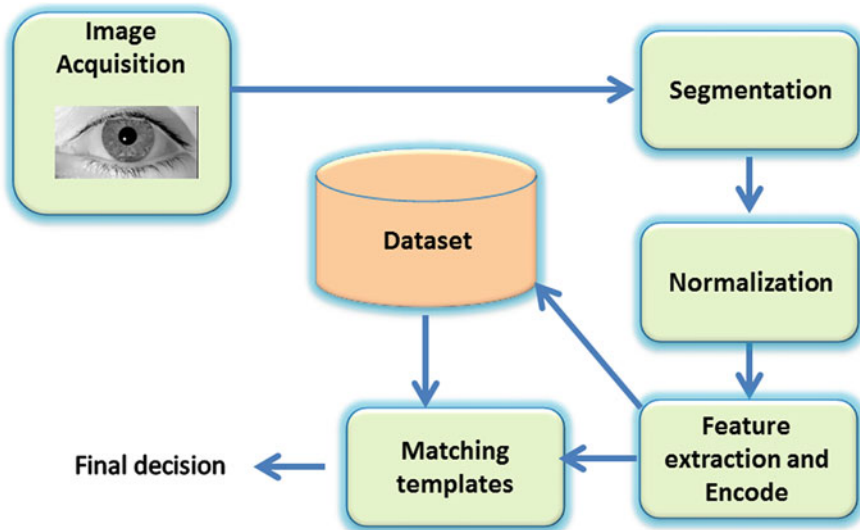 Image
Acquisition
Segmentation
Dataset
Normalization
Feature
extraction and
Encode
Matching
templates
Final decision